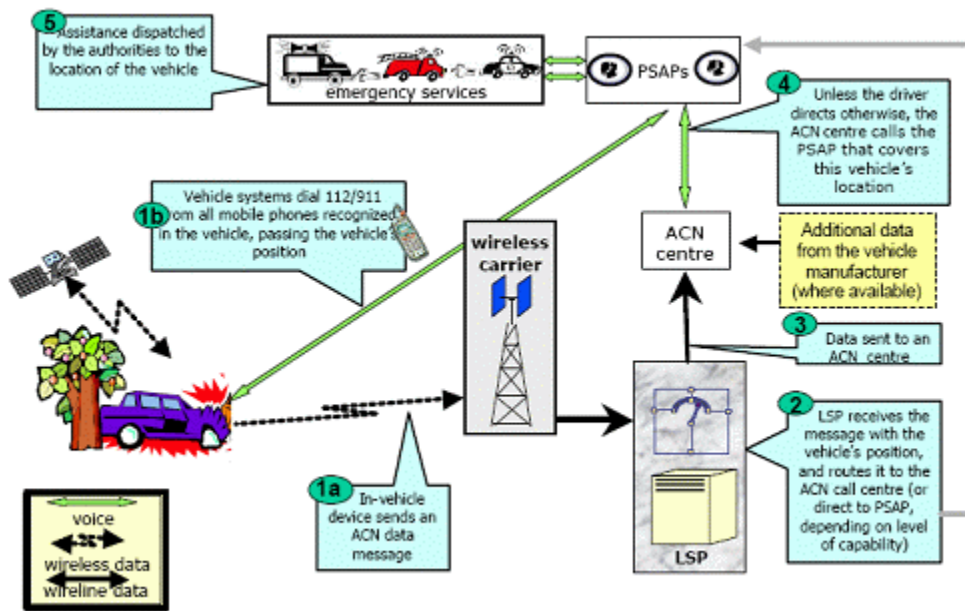 5
Assistance dispatched
by the authorities to the
location of the vehicle
emergency services
PSAPs
4
Unless the driver
directs otherwise, the
ACN centre calls the
PSAP that covers
this vehicle's
location
1b
Vehicle systems dial 112/911
from all mobile phones recognized
in the vehicle, passing the vehicle's
position
wireless
carrier
ACN
centre
Additional data
from the vehicle
manufacturer
(where available)
3
Data sent to an
ACN centre
2
LSP receives the
message with the
vehicle's position,
and routes it to the
ACN call centre (or
direct to PSAP,
depending on level
of capability)
LSP
1a
In-vehicle
device sends an
ACN data
message
voice
wireless data
wireline data